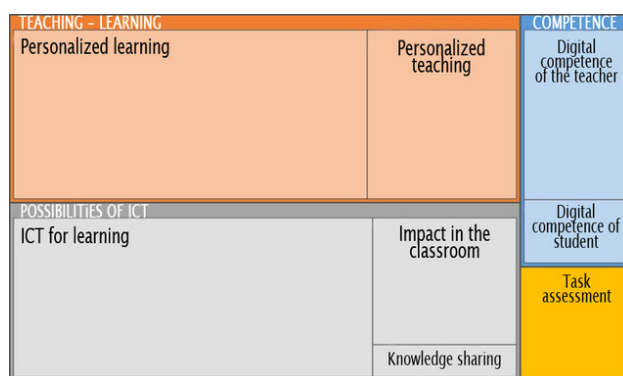 TEACHING – LEARNING
Personalized learning
Personalized
teaching
COMPETENCE
Digital
competence
of the teacher
Digital
competence of
student
POSSIBILITiES OF ICT
ICT for learning
Impact in the
classroom
Knowledge sharing
Task
assessment